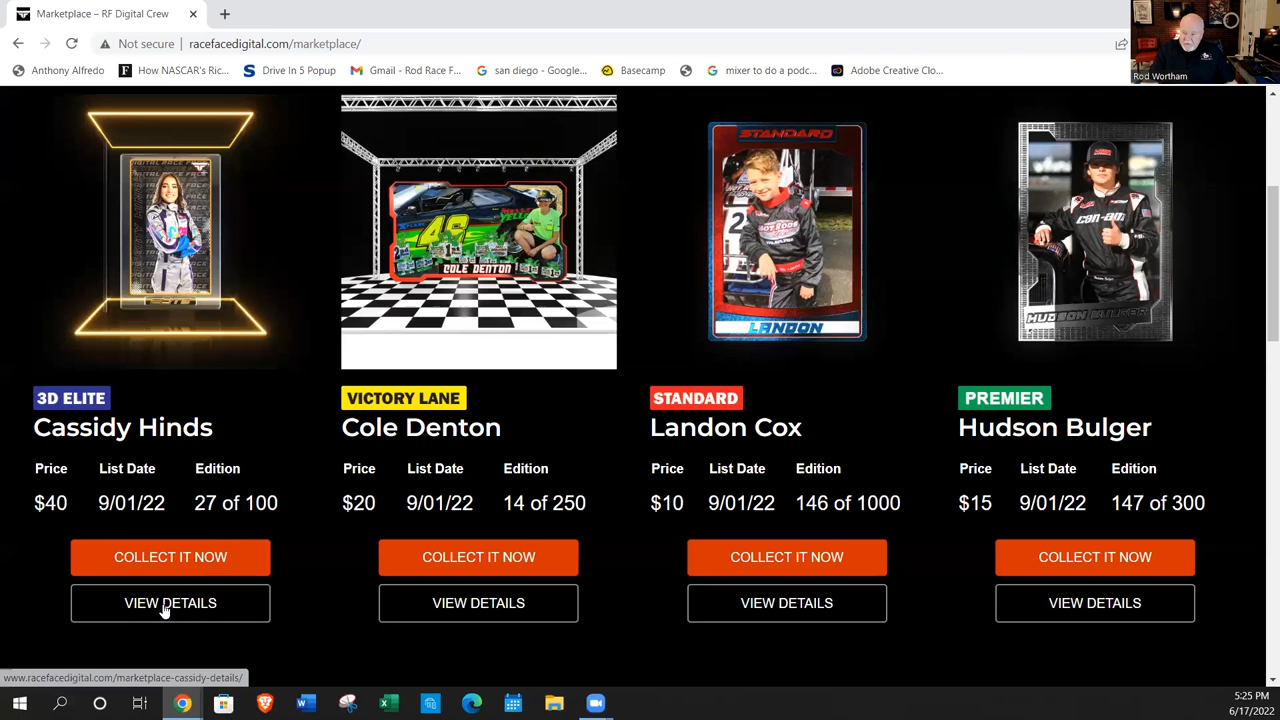 Marketplace – RF Digital Crew
Not secure | racefacedigital.com/marketplace/
Anthony Alfredo
How NASCAR's Ric...
Drive In 5 Popup
Gmail - Rod Race F...
san diego - Google...
Basecamp
mixer to do a podc...
Adobe Creative Clo...
Rod Wortham
46
COLE DENTON
STANDARD
LANDON
can-am
HUDSON BULGER
3D ELITE
VICTORY LANE
STANDARD
PREMIER
Cassidy Hinds
Cole Denton
Landon Cox
Hudson Bulger
Price List Date Edition
Price List Date Edition
Price List Date Edition
Price List Date Edition
$40 9/01/22 27 of 100
$20 9/01/22 14 of 250
$10 9/01/22 146 of 1000
$15 9/01/22 147 of 300
COLLECT IT NOW
COLLECT IT NOW
COLLECT IT NOW
COLLECT IT NOW
VIEW DETAILS
VIEW DETAILS
VIEW DETAILS
VIEW DETAILS
www.racefacedigital.com/marketplace-cassidy-details/
5:25 PM
6/17/2022